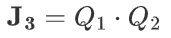 J₃ = Q₁ · Q₂